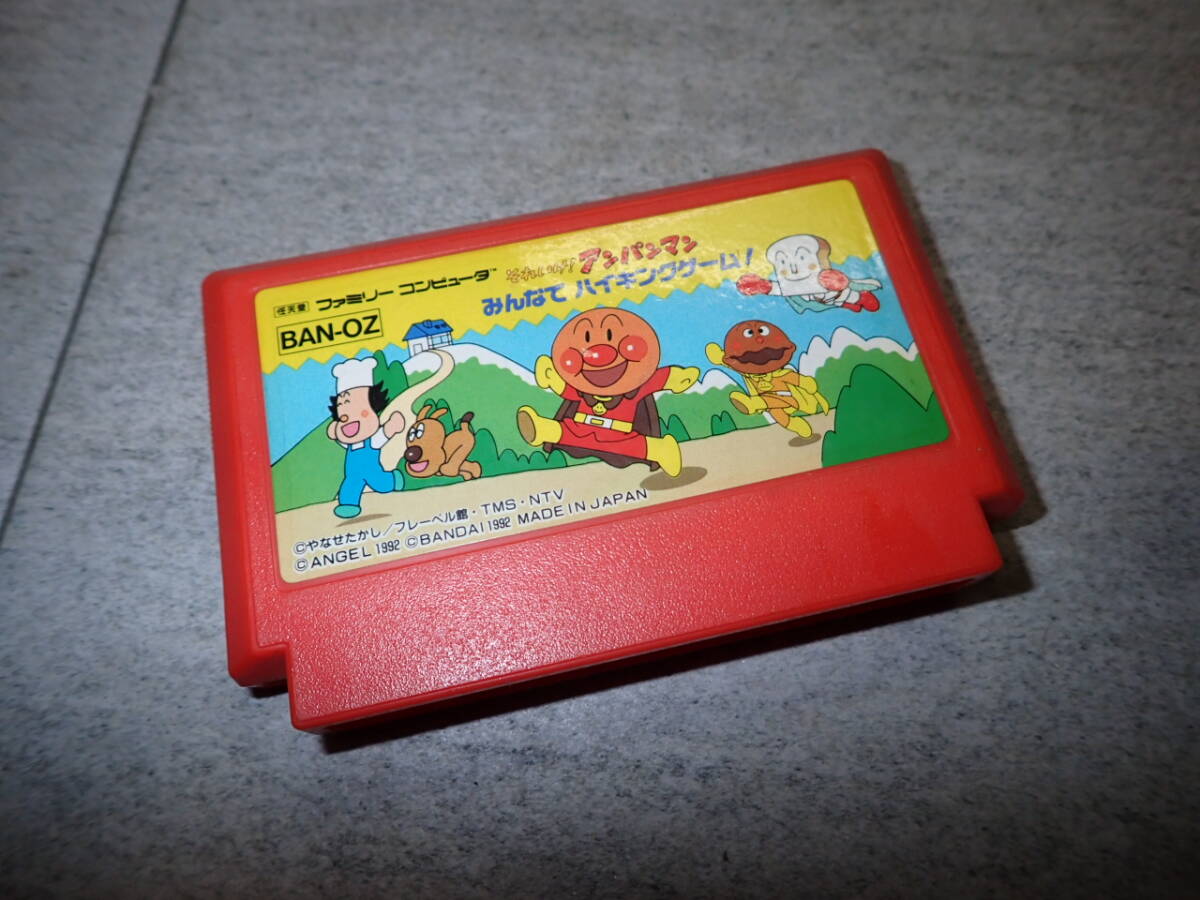 任天堂 ファミリー コンピュータ™
BAN-OZ
それいけ! アンパンマン
みんなで ハイキングゲーム!
©やなせたかし/フレーベル館・TMS・NTV
©ANGEL 1992 ©BANDAI 1992 MADE IN JAPAN